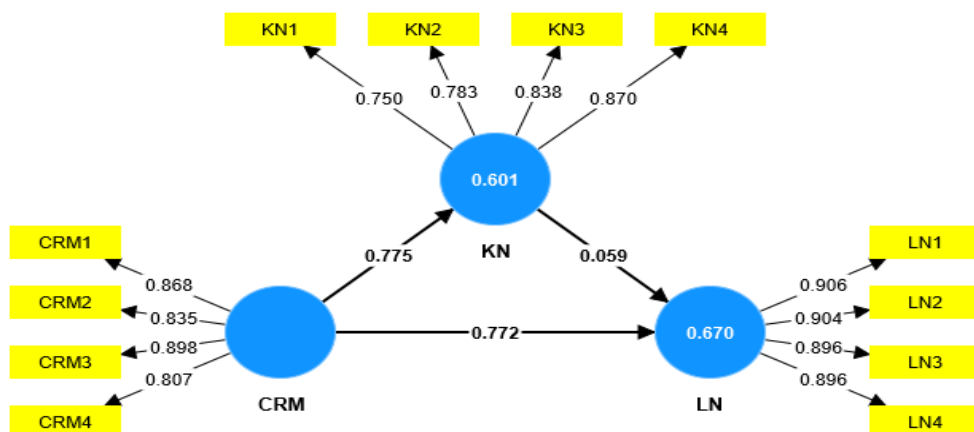 KN1 KN2 KN3 KN4
0.750 0.783 0.838 0.870
0.601
KN
0.775 0.059
CRM1
CRM2
CRM3
CRM4
0.868
0.835
0.898
0.807
CRM
0.772
0.670
LN
0.906
0.904
0.896
0.896
LN1
LN2
LN3
LN4